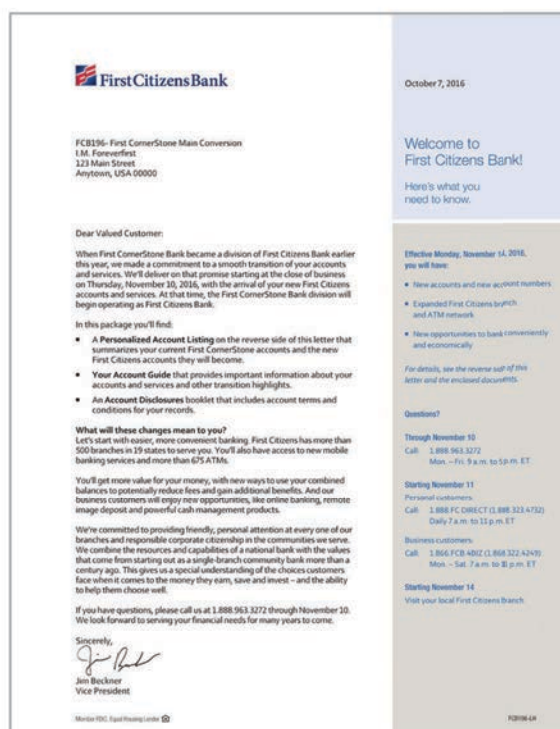 First Citizens Bank
FCB196- First CornerStone Main Conversion
I.M. Foreverfirst
123 Main Street
Anytown, USA 00000
Dear Valued Customer:
When First CornerStone Bank became a division of First Citizens Bank earlier
this year, we made a commitment to a smooth transition of your accounts
and services. We'll deliver on that promise starting at the close of business
on Thursday, November 10, 2016, with the arrival of your new First Citizens
accounts and services. At that time, the First CornerStone Bank division will
begin operating as First Citizens Bank.
In this package you'll find:
• A Personalized Account Listing on the reverse side of this letter that
summarizes your current First CornerStone accounts and the new
First Citizens accounts they will become.
• Your Account Guide that provides important information about your
accounts and services and other transition highlights.
• An Account Disclosures booklet that includes account terms and
conditions for your records.
What will these changes mean to you?
Let's start with easier, more convenient banking. First Citizens has more than
500 branches in 19 states to serve you. You'll also have access to new mobile
banking services and more than 675 ATMs.
You'll get more value for your money, with new ways to use your combined
balances to potentially reduce fees and gain additional benefits. And our
business customers will enjoy new opportunities, like online banking, remote
image deposit and powerful cash management products.
We're committed to providing friendly, personal attention at every one of our
branches and responsible corporate citizenship in the communities we serve.
We combine the resources and capabilities of a national bank with the values
that come from starting out as a single-branch community bank more than a
century ago. This gives us a special understanding of the choices customers
face when it comes to the money they earn, save and invest – and the ability
to help them choose well.
If you have questions, please call us at 1.888.963.3272 through November 10.
We look forward to serving your financial needs for many years to come.
Sincerely,
Jim Beckner
Vice President
Member FDIC. Equal Housing Lender
October 7, 2016
Welcome to
First Citizens Bank!
Here's what you
need to know.
Effective Monday, November 14, 2016,
you will have:
• New accounts and new account numbers
• Expanded First Citizens branch
and ATM network
• New opportunities to bank conveniently
and economically
For details, see the reverse side of this
letter and the enclosed documents.
Questions?
Through November 10
Call: 1.888.963.3272
Mon. – Fri. 9 a.m. to 5 p.m. ET
Starting November 11
Personal customers:
Call: 1.888.FC DIRECT (1.888.323.4732)
Daily 7 a.m. to 11 p.m. ET
Business customers:
Call: 1.866.FCB.4BIZ (1.866.322.4249)
Mon. – Sat. 7 a.m. to 11 p.m. ET
Starting November 14
Visit your local First Citizens Branch
FCB196-LH